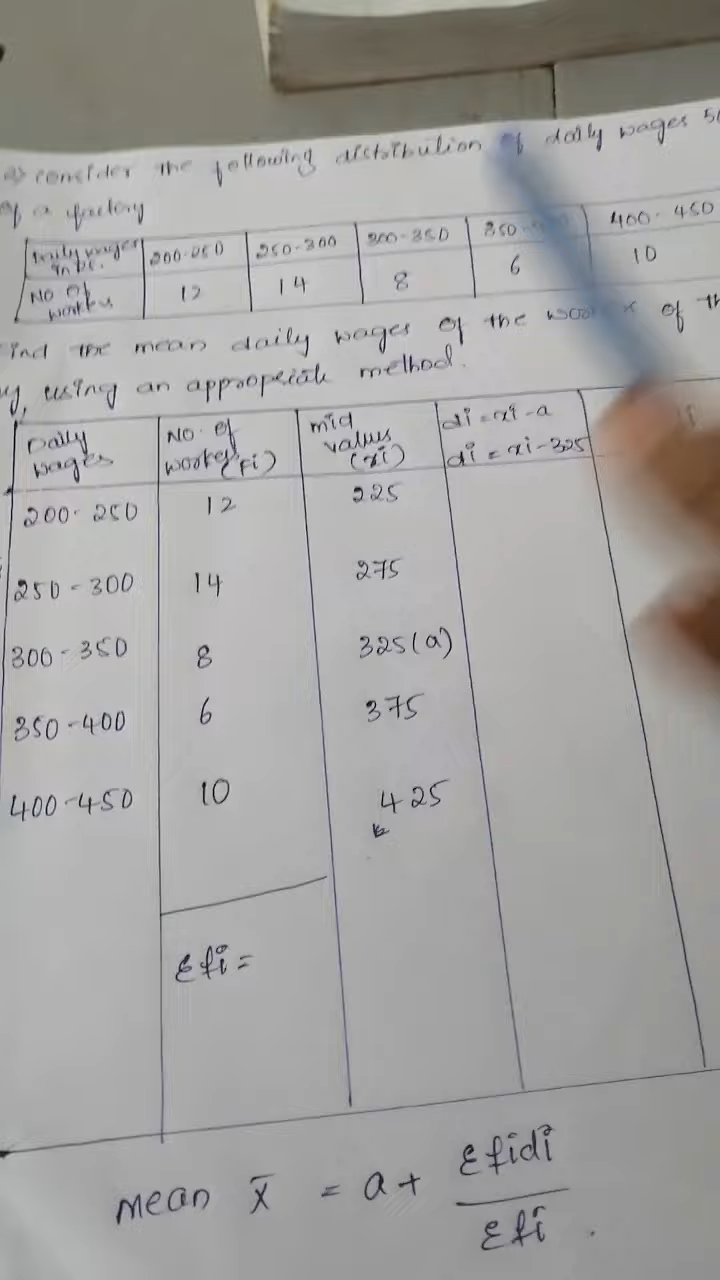 consider the following distribution of daily wages
of a factory
Daily wages 200-250 250-300 300-350 350- 400-450
No of workers 12 14 8 6 10
ind the mean daily wages of the of
y, using an appropriate method.
Daily wages No. of workers (fi) mid values (xi) di = xi - a
di = xi - 325
200-250 12 225
250-300 14 275
300-350 8 325(a)
350-400 6 375
400-450 10 425
Σfi =
mean x̄ = a + Σfidi
Σfi .